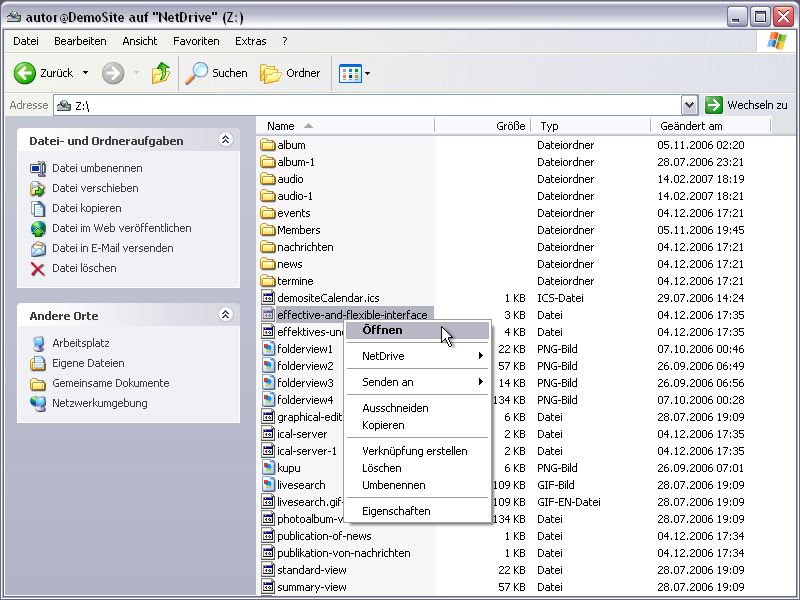 autor@DemoSite auf "NetDrive" (Z:)
Datei Bearbeiten Ansicht Favoriten Extras ?
Zurück Suchen Ordner
Adresse Z:\ Wechseln zu
Datei- und Ordneraufgaben
Datei umbenennen
Datei verschieben
Datei kopieren
Datei im Web veröffentlichen
Datei in E-Mail versenden
Datei löschen
Andere Orte
Arbeitsplatz
Eigene Dateien
Gemeinsame Dokumente
Netzwerkumgebung
Name Größe Typ Geändert am
album Dateiordner 05.11.2006 02:20
album-1 Dateiordner 28.07.2006 23:21
audio Dateiordner 14.02.2007 18:19
audio-1 Dateiordner 14.02.2007 18:21
events Dateiordner 04.12.2006 17:21
Members Dateiordner 05.11.2006 19:45
nachrichten Dateiordner 04.12.2006 17:21
news Dateiordner 04.12.2006 17:21
termine Dateiordner 04.12.2006 17:21
demositeCalendar.ics 1 KB ICS-Datei 29.07.2006 14:24
effective-and-flexible-interface 3 KB Datei 04.12.2006 17:35
effektives-und 4 KB Datei 04.12.2006 17:35
folderview1 22 KB PNG-Bild 07.10.2006 00:46
folderview2 57 KB PNG-Bild 26.09.2006 06:49
folderview3 14 KB PNG-Bild 26.09.2006 06:56
folderview4 134 KB PNG-Bild 07.10.2006 00:28
graphical-edit 6 KB Datei 28.07.2006 19:09
ical-server 2 KB Datei 04.12.2006 17:35
ical-server-1 2 KB Datei 04.12.2006 17:35
kupu 6 KB PNG-Bild 26.09.2006 07:01
livesearch 109 KB GIF-Bild 28.07.2006 19:09
livesearch.gif- 109 KB GIF-EN-Datei 28.07.2006 19:09
photoalbum-v 134 KB Datei 28.07.2006 19:09
publication-of-news 1 KB Datei 04.12.2006 17:34
publikation-von-nachrichten 1 KB Datei 04.12.2006 17:34
standard-view 22 KB Datei 28.07.2006 19:09
summary-view 57 KB Datei 28.07.2006 19:09
Öffnen
NetDrive
Senden an
Ausschneiden
Kopieren
Verknüpfung erstellen
Löschen
Umbenennen
Eigenschaften